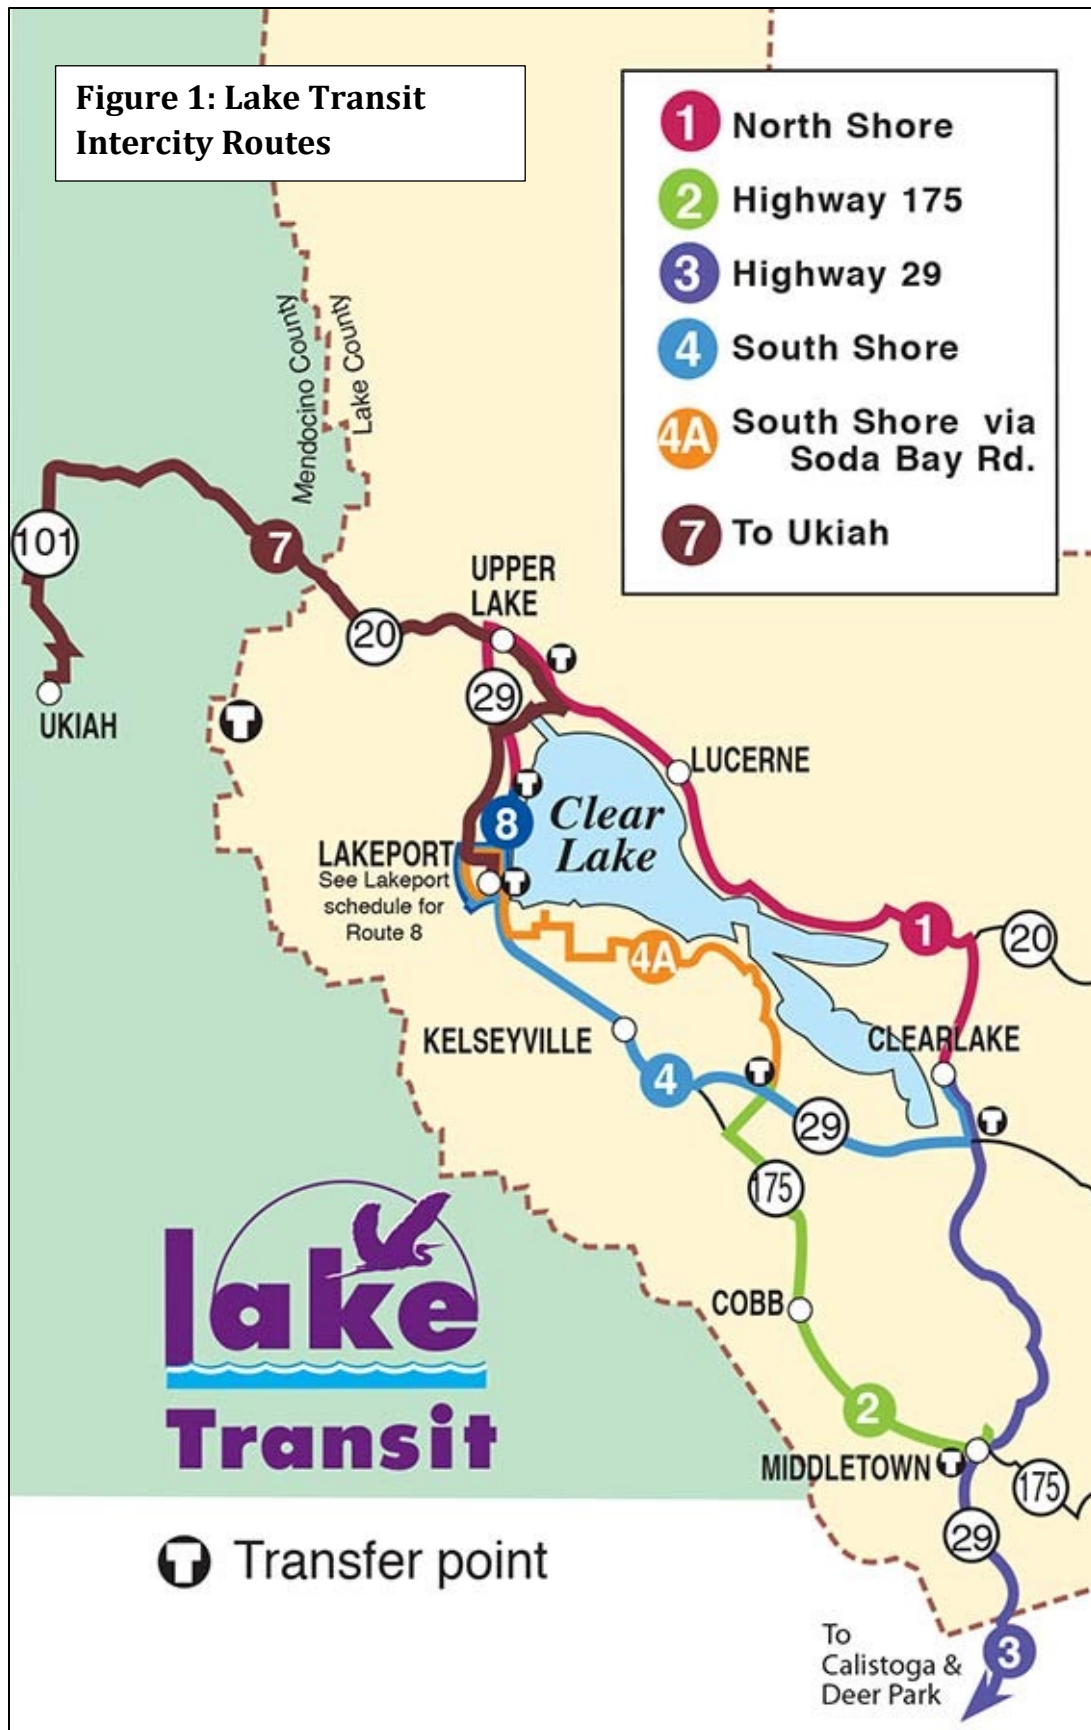 Figure 1: Lake Transit
Intercity Routes
1 North Shore
2 Highway 175
3 Highway 29
4 South Shore
4A South Shore via
Soda Bay Rd.
7 To Ukiah
Mendocino County
Lake County
101
7
20
UPPER
LAKE
T
29
UKIAH
T
LUCERNE
T
8
Clear
Lake
LAKEPORT
See Lakeport
schedule for
Route 8
T
1
20
4A
KELSEYVILLE
CLEARLAKE
4
T
29
T
175
lake
Transit
COBB
2
MIDDLETOWN
T
175
29
T Transfer point
To
Calistoga &
Deer Park
3